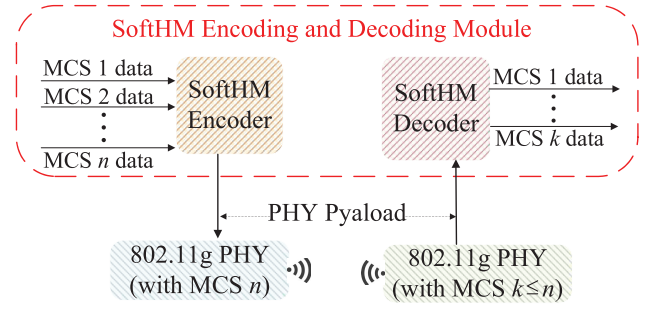 SoftHM Encoding and Decoding Module
MCS 1 data
MCS 2 data
MCS n data
SoftHM
Encoder
SoftHM
Decoder
MCS 1 data
MCS k data
PHY Pyaload
802.11g PHY
(with MCS n)
802.11g PHY
(with MCS k≤n)